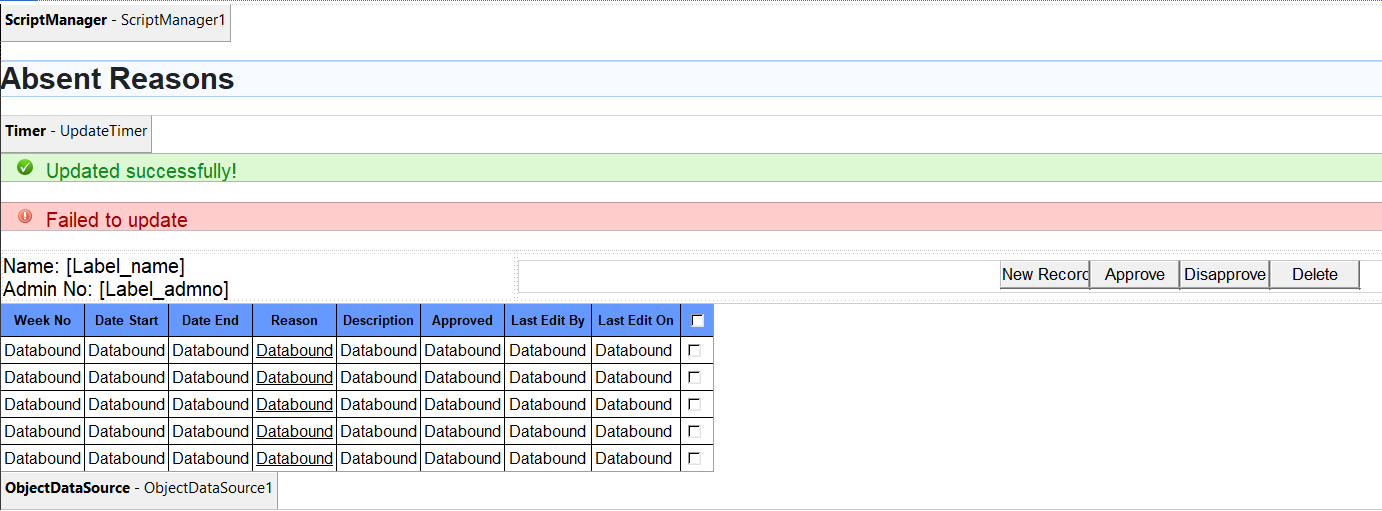 ScriptManager - ScriptManager1
Absent Reasons
Timer - UpdateTimer
Updated successfully!
Failed to update
Name: [Label_name]
Admin No: [Label_admno]
New Record Approve Disapprove Delete
Week No Date Start Date End Reason Description Approved Last Edit By Last Edit On
Databound Databound Databound Databound Databound Databound Databound Databound
Databound Databound Databound Databound Databound Databound Databound Databound
Databound Databound Databound Databound Databound Databound Databound Databound
Databound Databound Databound Databound Databound Databound Databound Databound
Databound Databound Databound Databound Databound Databound Databound Databound
ObjectDataSource - ObjectDataSource1